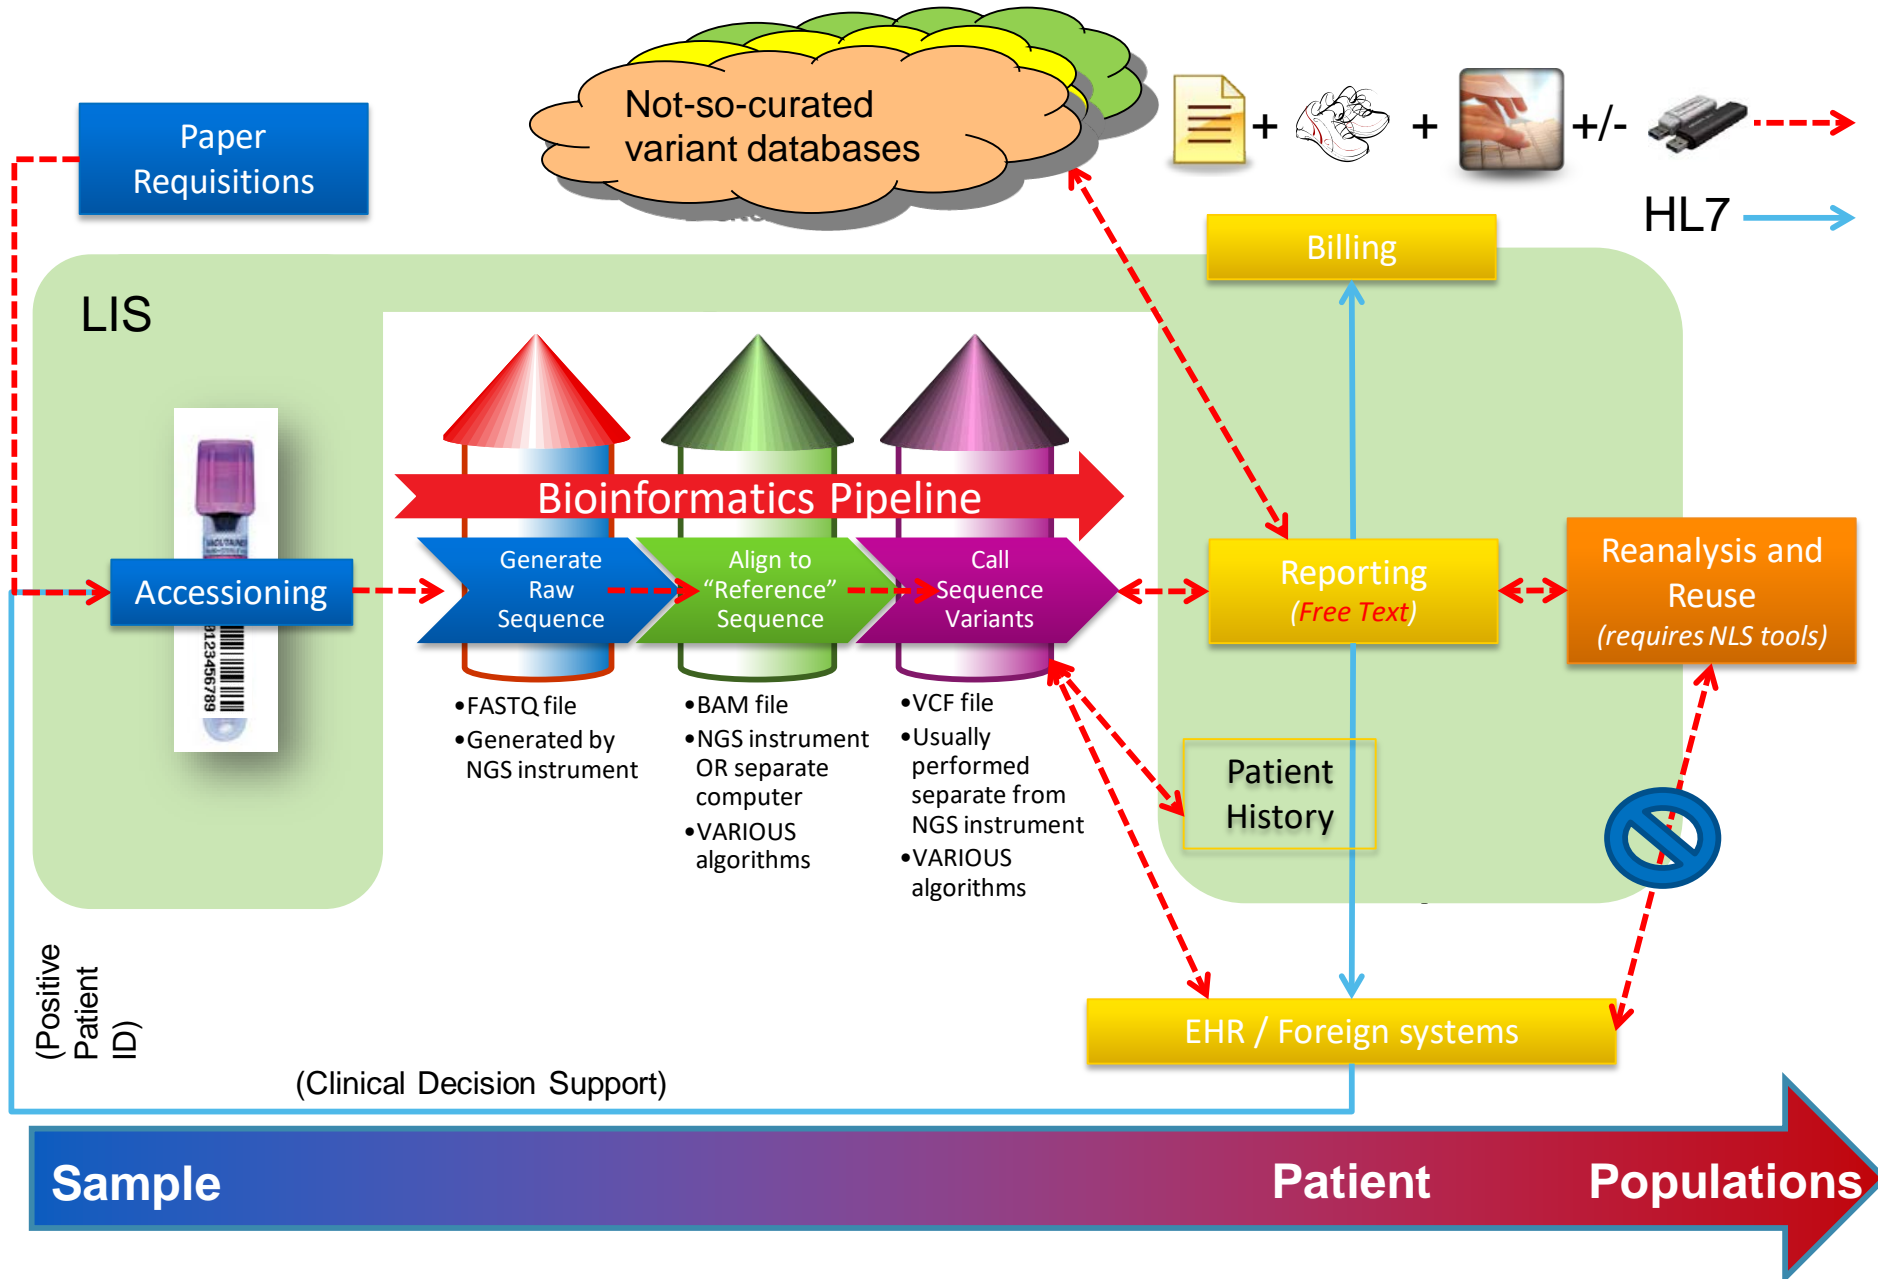 Not-so-curated
variant databases
+
+
+/-
HL7
Paper
Requisitions
Billing
LIS
Bioinformatics Pipeline
Accessioning
0123456789
Generate
Raw
Sequence
Align to
“Reference”
Sequence
Call
Sequence
Variants
Reporting
(Free Text)
Reanalysis and
Reuse
(requires NLS tools)
•FASTQ file
•Generated by
NGS instrument
•BAM file
•NGS instrument
OR separate
computer
•VARIOUS
algorithms
•VCF file
•Usually
performed
separate from
NGS instrument
•VARIOUS
algorithms
Patient
History
EHR / Foreign systems
(Positive
Patient
ID)
(Clinical Decision Support)
Sample
Patient
Populations